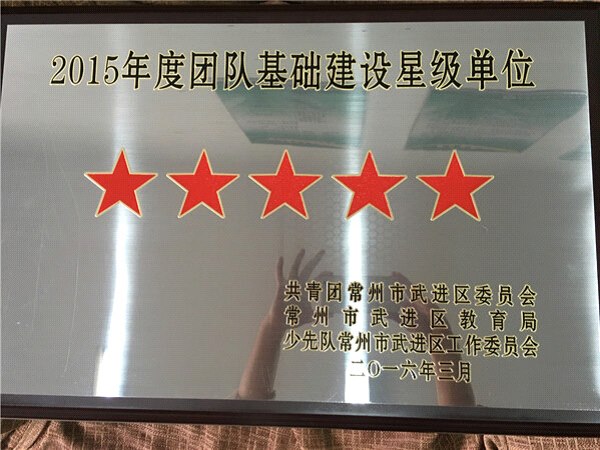 2015年度团队基础建设星级单位
共青团常州市武进区委员会
常州市武进区教育局
少先队常州市武进区工作委员会
二〇一六年三月